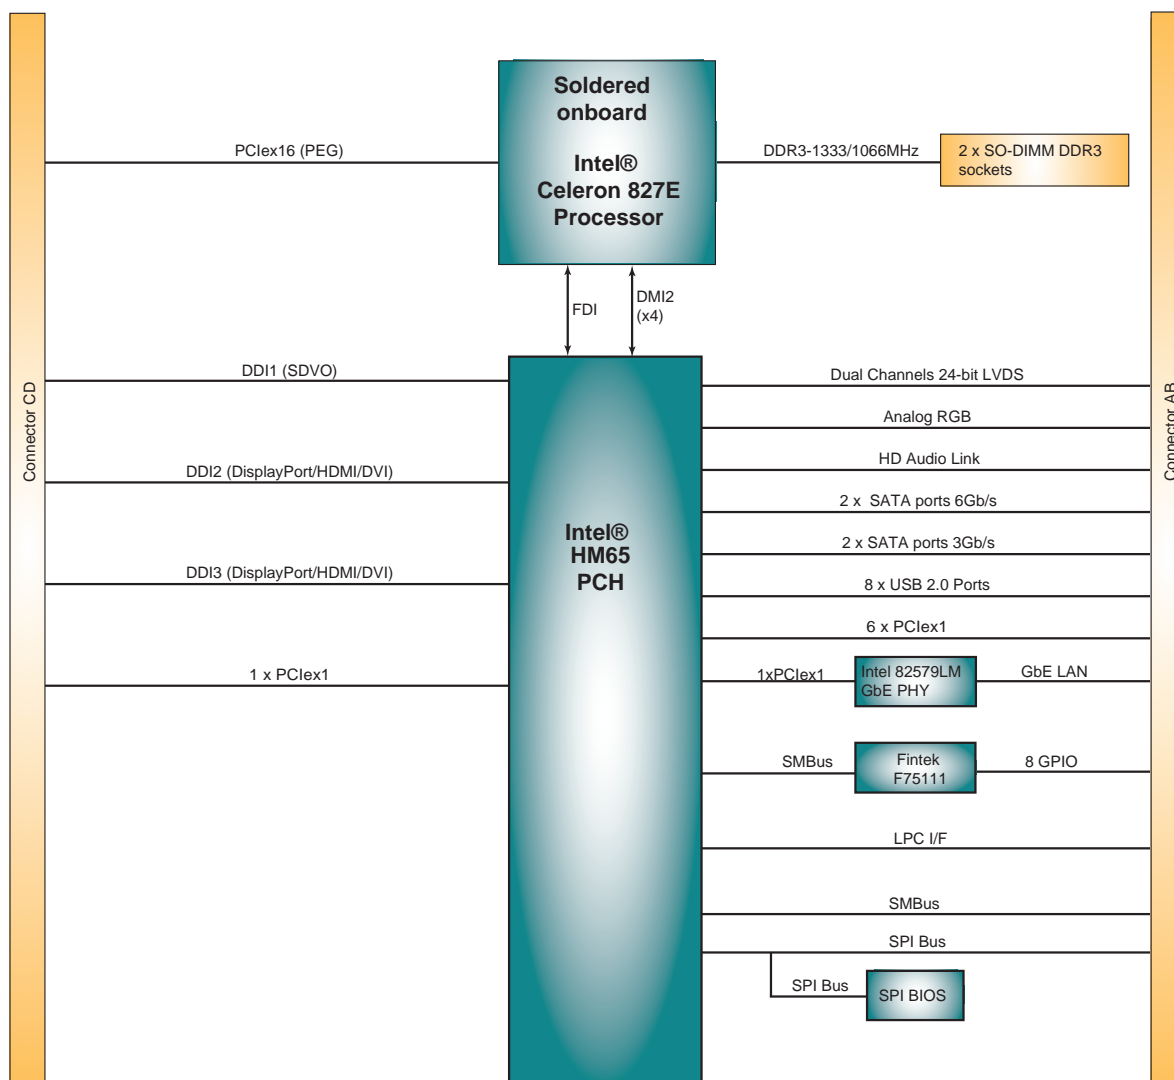 Soldered
onboard
Intel®
Celeron 827E
Processor
PCIex16 (PEG)
DDR3-1333/1066MHz
2 x SO-DIMM DDR3
sockets
FDI
DMI2
(x4)
Connector CD
Connector AB
DDI1 (SDVO)
DDI2 (DisplayPort/HDMI/DVI)
DDI3 (DisplayPort/HDMI/DVI)
1 x PCIex1
Intel®
HM65
PCH
Dual Channels 24-bit LVDS
Analog RGB
HD Audio Link
2 x SATA ports 6Gb/s
2 x SATA ports 3Gb/s
8 x USB 2.0 Ports
6 x PCIex1
1xPCIex1
Intel 82579LM
GbE PHY
GbE LAN
SMBus
Fintek
F75111
8 GPIO
LPC I/F
SMBus
SPI Bus
SPI Bus
SPI BIOS